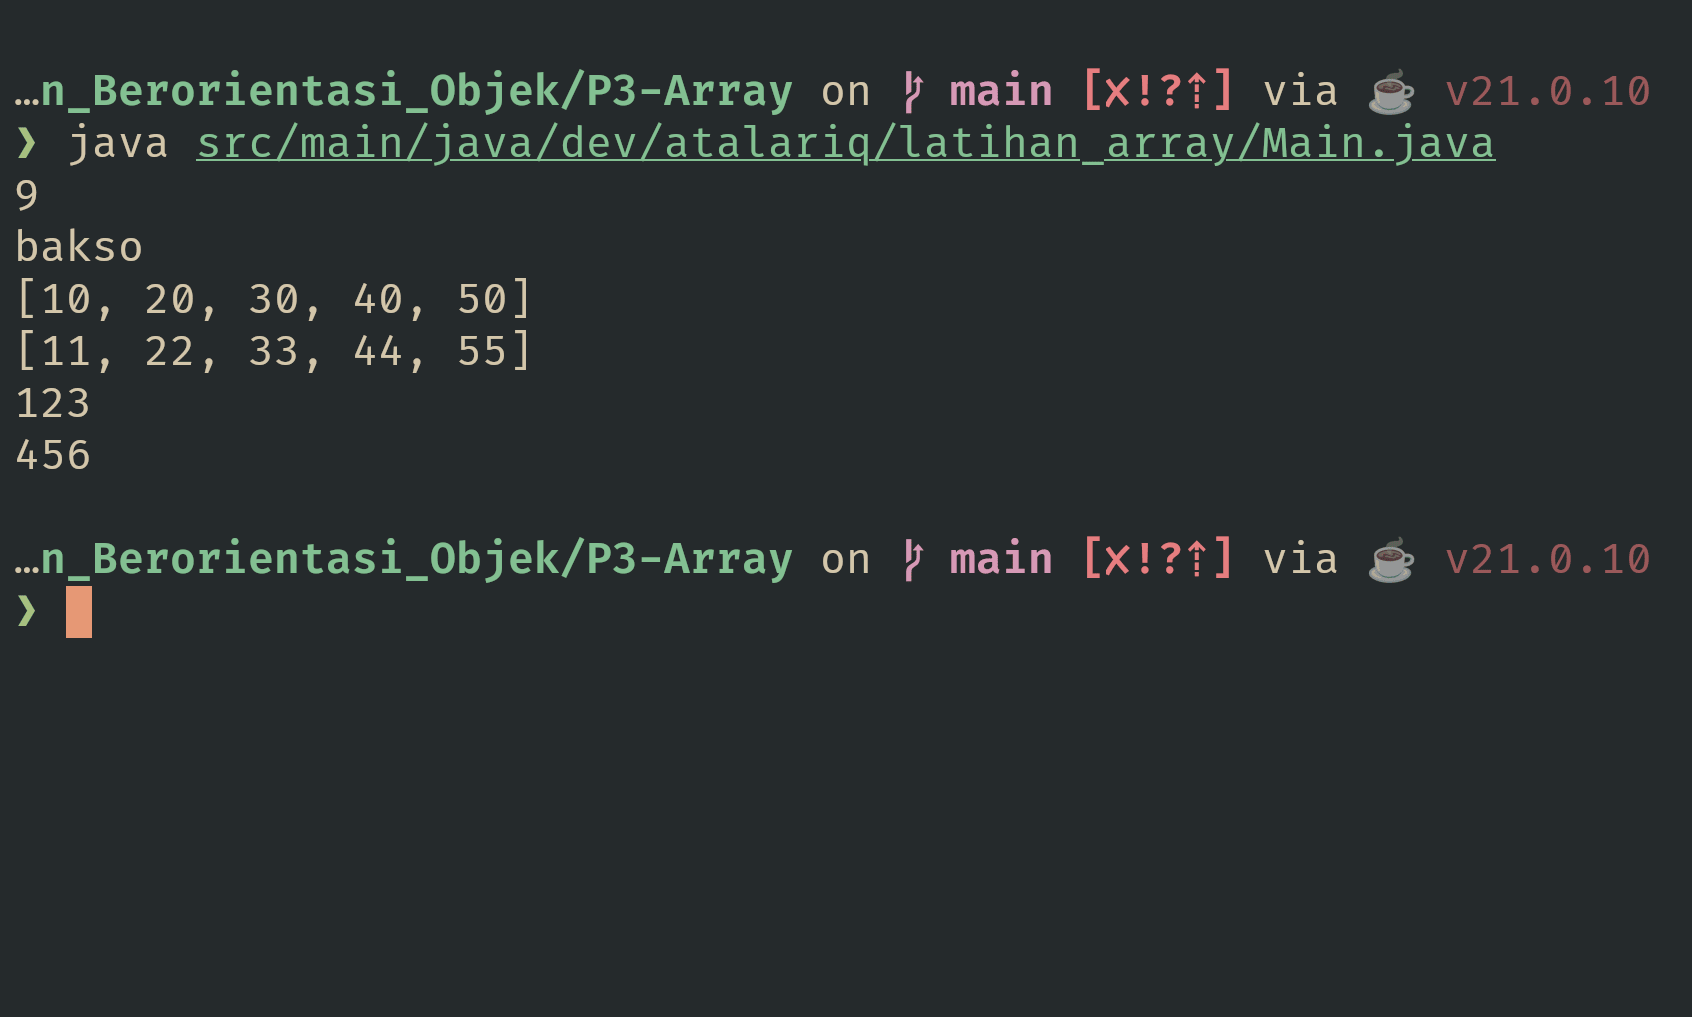 …n_Berorientasi_Objek/P3-Array on main [✗!?⇡] via ☕ v21.0.10
❯ java src/main/java/dev/atalariq/latihan_array/Main.java
9
bakso
[10, 20, 30, 40, 50]
[11, 22, 33, 44, 55]
123
456
…n_Berorientasi_Objek/P3-Array on main [✗!?⇡] via ☕ v21.0.10
❯